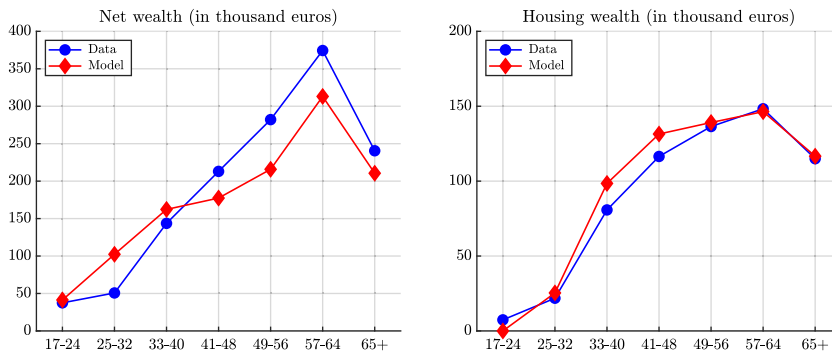 Net wealth (in thousand euros)
400
350
300
250
200
150
100
50
0
Data
Model
17-24 25-32 33-40 41-48 49-56 57-64 65+
Housing wealth (in thousand euros)
200
150
100
50
0
Data
Model
17-24 25-32 33-40 41-48 49-56 57-64 65+